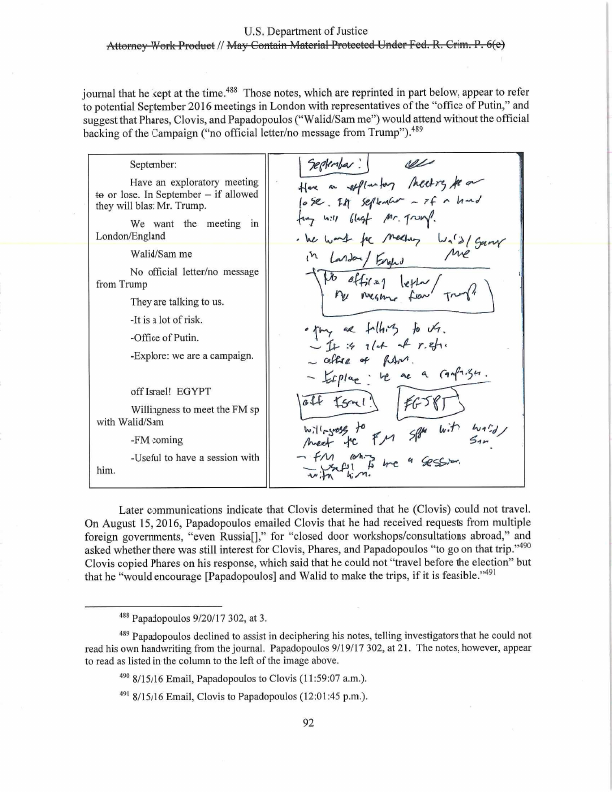 U.S. Department of Justice
Attorney Work Product // May Contain Material Protected Under Fed. R. Crim. P. 6(e)
journal that he kept at the time.488 Those notes, which are reprinted in part below, appear to refer
to potential September 2016 meetings in London with representatives of the “office of Putin,” and
suggest that Phares, Clovis, and Papadopoulos (“Walid/Sam me”) would attend without the official
backing of the Campaign (“no official letter/no message from Trump”).489
September:
Have an exploratory meeting
to or lose. In September – if allowed
they will blast Mr. Trump.
We want the meeting in
London/England
Walid/Sam me
No official letter/no message
from Trump
They are talking to us.
-It is a lot of risk.
-Office of Putin.
-Explore: we are a campaign.
off Israel! EGYPT
Willingness to meet the FM sp
with Walid/Sam
-FM coming
-Useful to have a session with
him.
September:
Have an exploratory meeting to or
lose. In September – if
they will blast Mr. Trump.
• we want the meeting Walid/
in London/England me
No official letter/
no message from Trump
• They are talking to us.
– It is a lot of risk.
– office of
– Explore: we are a campaign.
off Israel! EGYPT
willingness to
meet the FM with Walid/
Sam
– FM coming
– useful to have a session
with him.
Later communications indicate that Clovis determined that he (Clovis) could not travel.
On August 15, 2016, Papadopoulos emailed Clovis that he had received requests from multiple
foreign governments, “even Russia[],” for “closed door workshops/consultations abroad,” and
asked whether there was still interest for Clovis, Phares, and Papadopoulos “to go on that trip.”490
Clovis copied Phares on his response, which said that he could not “travel before the election” but
that he “would encourage [Papadopoulos] and Walid to make the trips, if it is feasible.”491
488 Papadopoulos 9/20/17 302, at 3.
489 Papadopoulos declined to assist in deciphering his notes, telling investigators that he could not
read his own handwriting from the journal. Papadopoulos 9/19/17 302, at 21. The notes, however, appear
to read as listed in the column to the left of the image above.
490 8/15/16 Email, Papadopoulos to Clovis (11:59:07 a.m.).
491 8/15/16 Email, Clovis to Papadopoulos (12:01:45 p.m.).
92